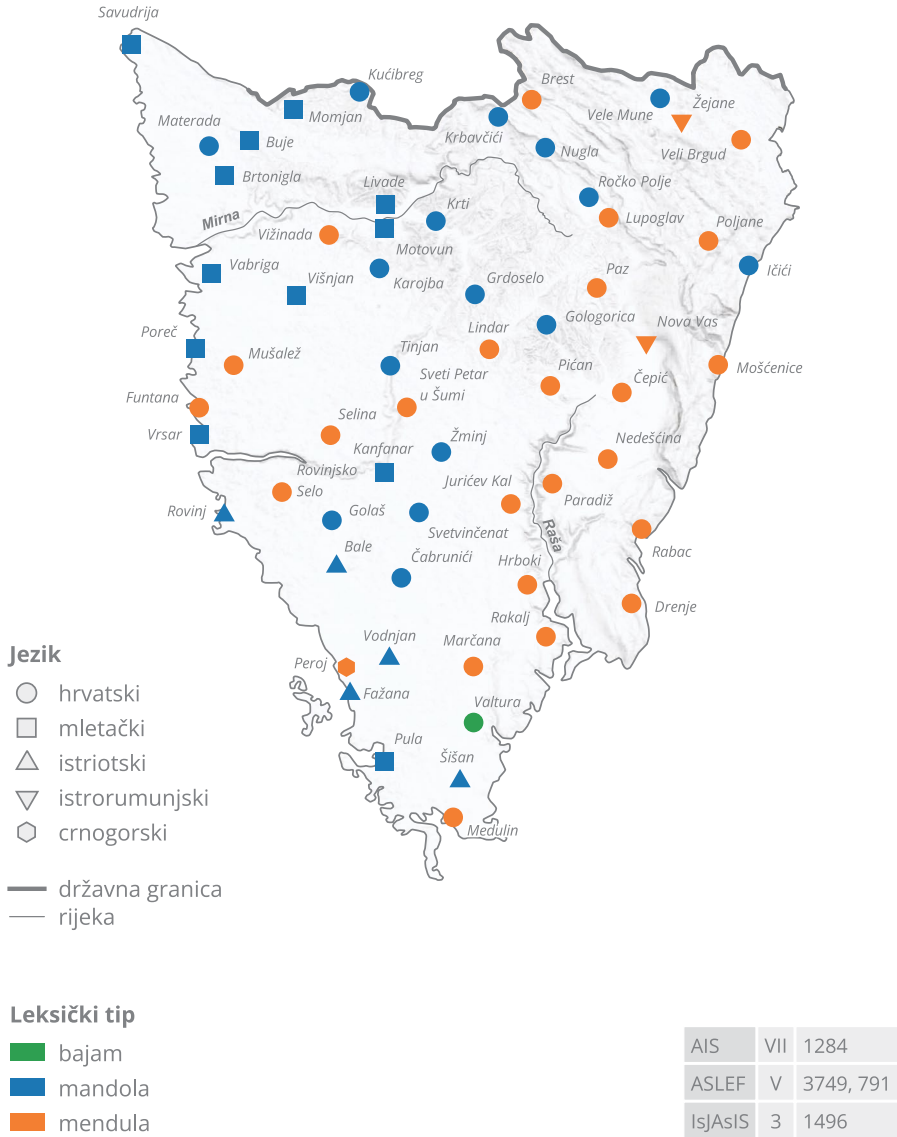 Savudrija
Kućibreg
Brest
Momjan
Vele Mune
Žejane
Materada
Buje
Krbavčići
Nugla
Veli Brgud
Brtonigla
Livade
Ročko Polje
Mirna
Krti
Lupoglav
Vižinada
Motovun
Poljane
Vabriga
Višnjan
Karojba
Grdoselo
Paz
Ičići
Gologorica
Nova Vas
Poreč
Lindar
Mušalež
Tinjan
Pićan
Čepić
Mošćenice
Sveti Petar
u Šumi
Funtana
Selina
Vrsar
Kanfanar
Žminj
Nedešćina
Rovinjsko
Selo
Jurićev Kal
Paradiž
Rovinj
Golaš
Svetvinčenat
Raša
Rabac
Bale
Čabrunići
Hrboki
Drenje
Rakalj
Vodnjan
Marčana
Peroj
Fažana
Valtura
Pula
Šišan
Medulin
Jezik
hrvatski
mletački
istriotski
istrorumunjski
crnogorski
državna granica
rijeka
Leksički tip
bajam
mandola
mendula
AIS VII 1284
ASLEF V 3749, 791
IsJAsIS 3 1496